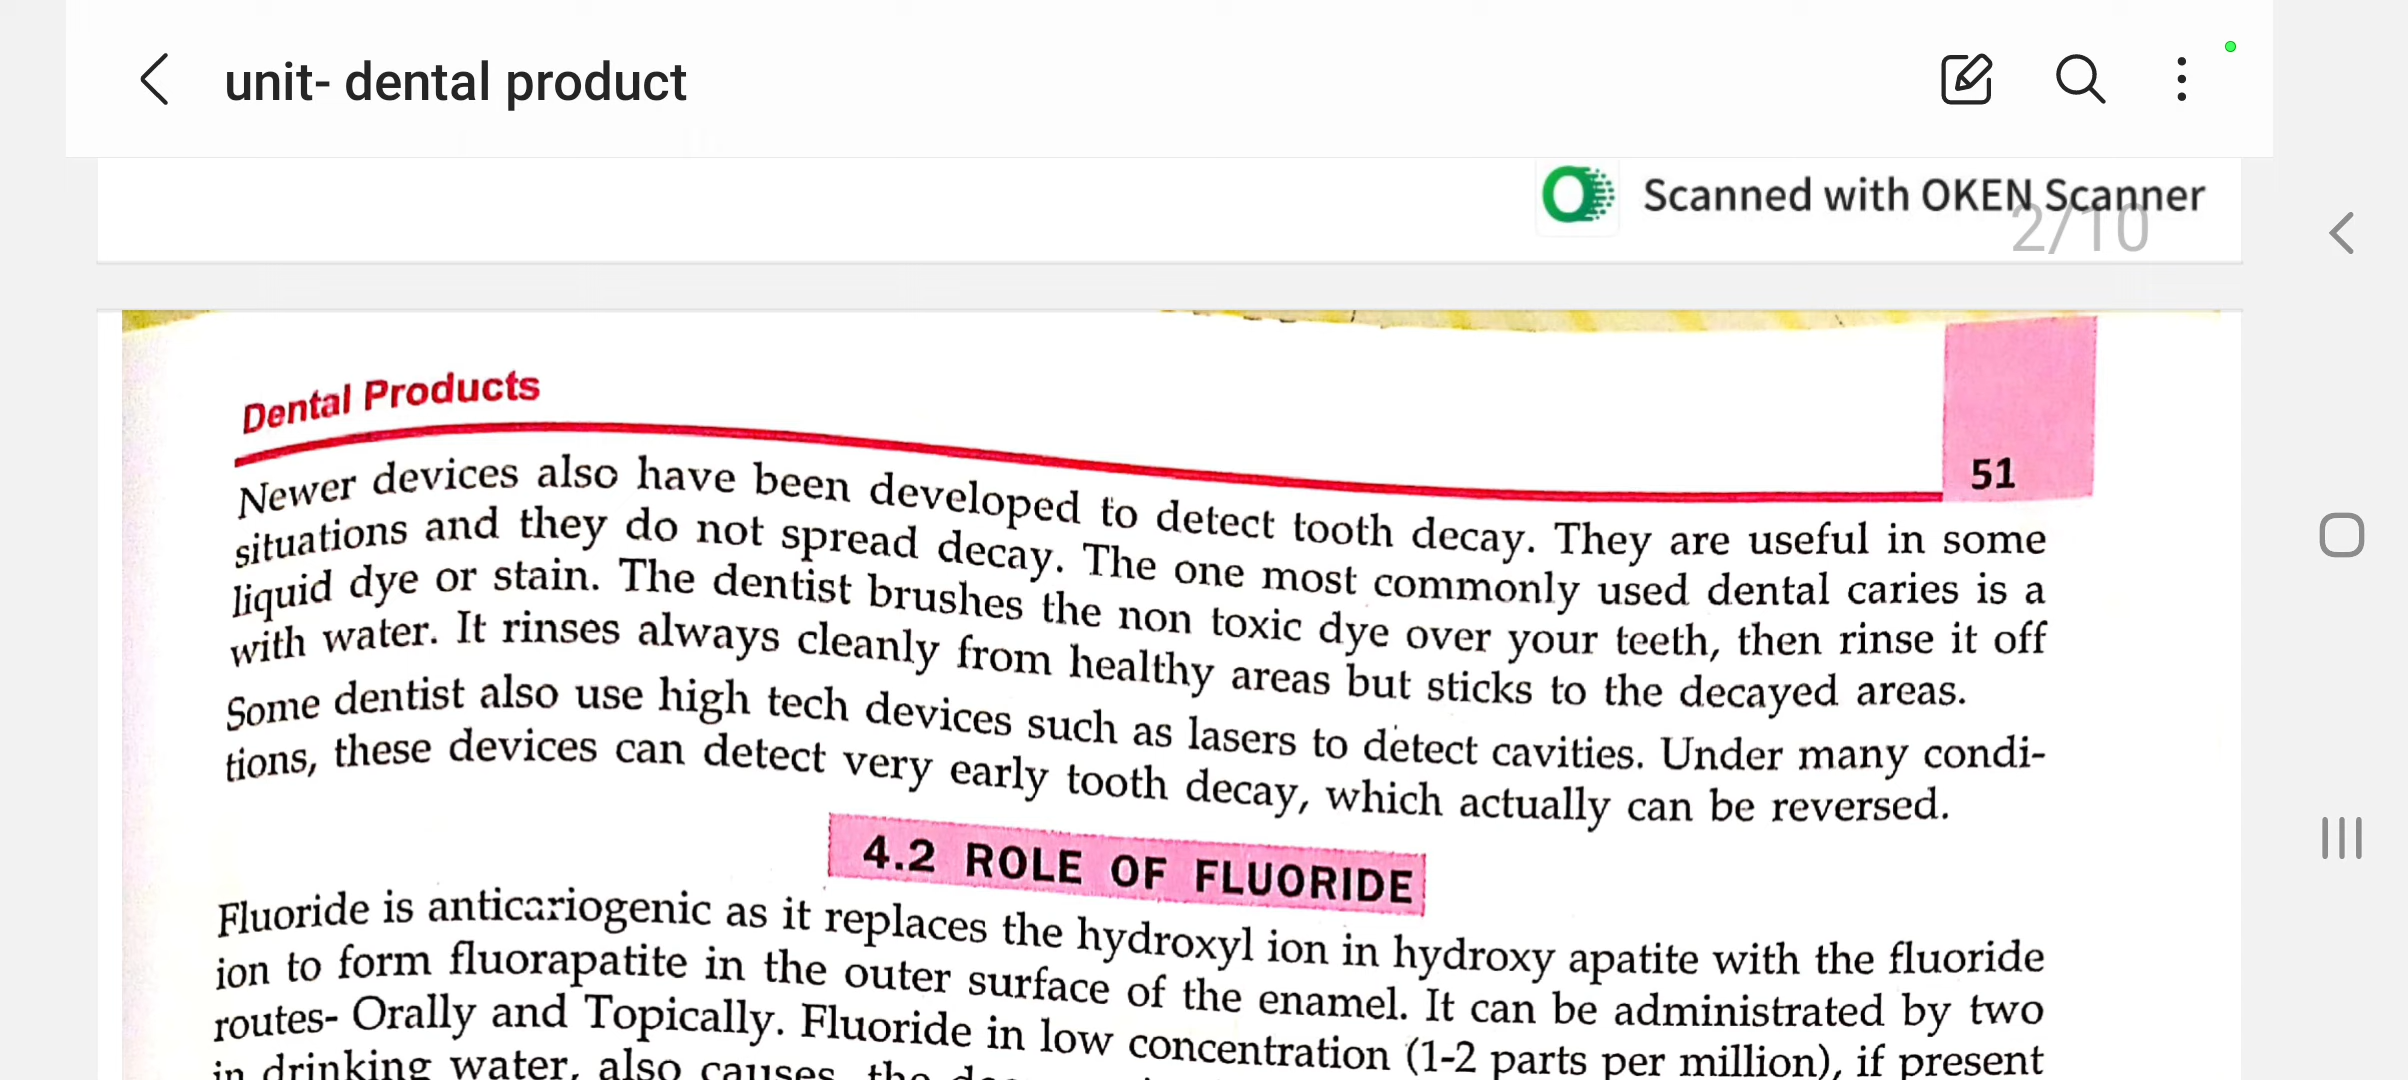 unit- dental product
Scanned with OKEN Scanner
2/10
Dental Products
51
Newer devices also have been developed to detect tooth decay. They are useful in some
situations and they do not spread decay. The one most commonly used dental caries is a
liquid dye or stain. The dentist brushes the non toxic dye over your teeth, then rinse it off
with water. It rinses always cleanly from healthy areas but sticks to the decayed areas.
Some dentist also use high tech devices such as lasers to detect cavities. Under many condi-
tions, these devices can detect very early tooth decay, which actually can be reversed.
4.2 ROLE OF FLUORIDE
Fluoride is anticariogenic as it replaces the hydroxyl ion in hydroxy apatite with the fluoride
ion to form fluorapatite in the outer surface of the enamel. It can be administrated by two
routes- Orally and Topically. Fluoride in low concentration (1-2 parts per million), if present
in drinking water, also causes the